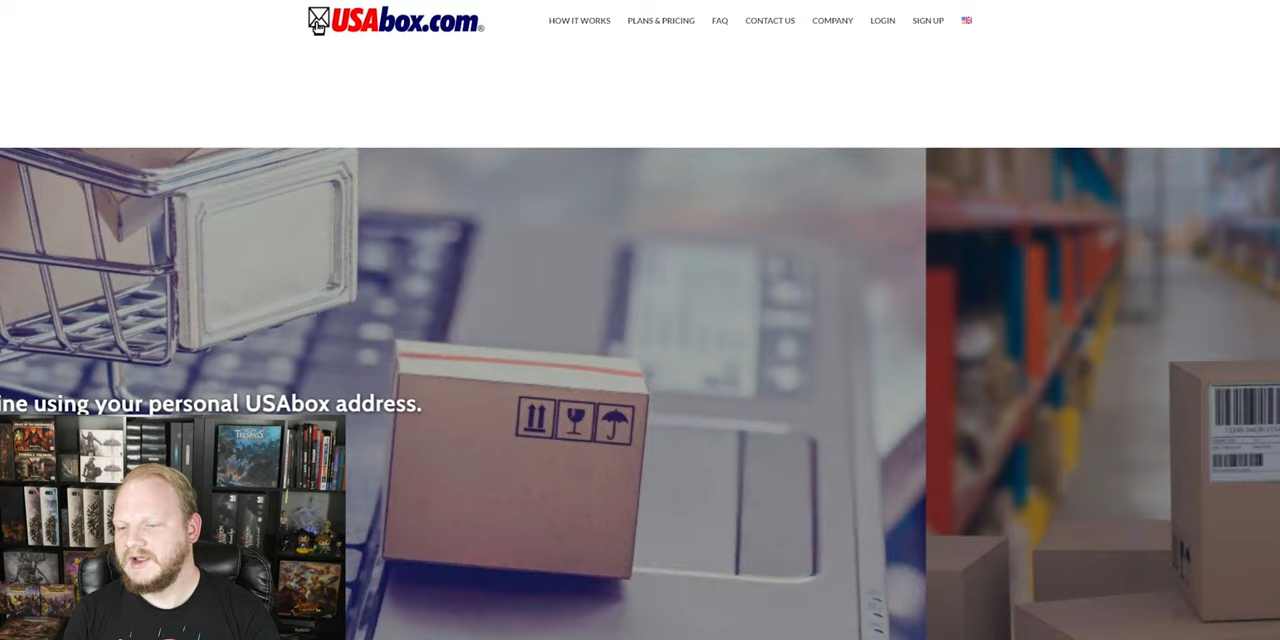 USAbox.com®
HOW IT WORKS
PLANS & PRICING
FAQ
CONTACT US
COMPANY
LOGIN
SIGN UP
ine using your personal USAbox address.
TRESPASS